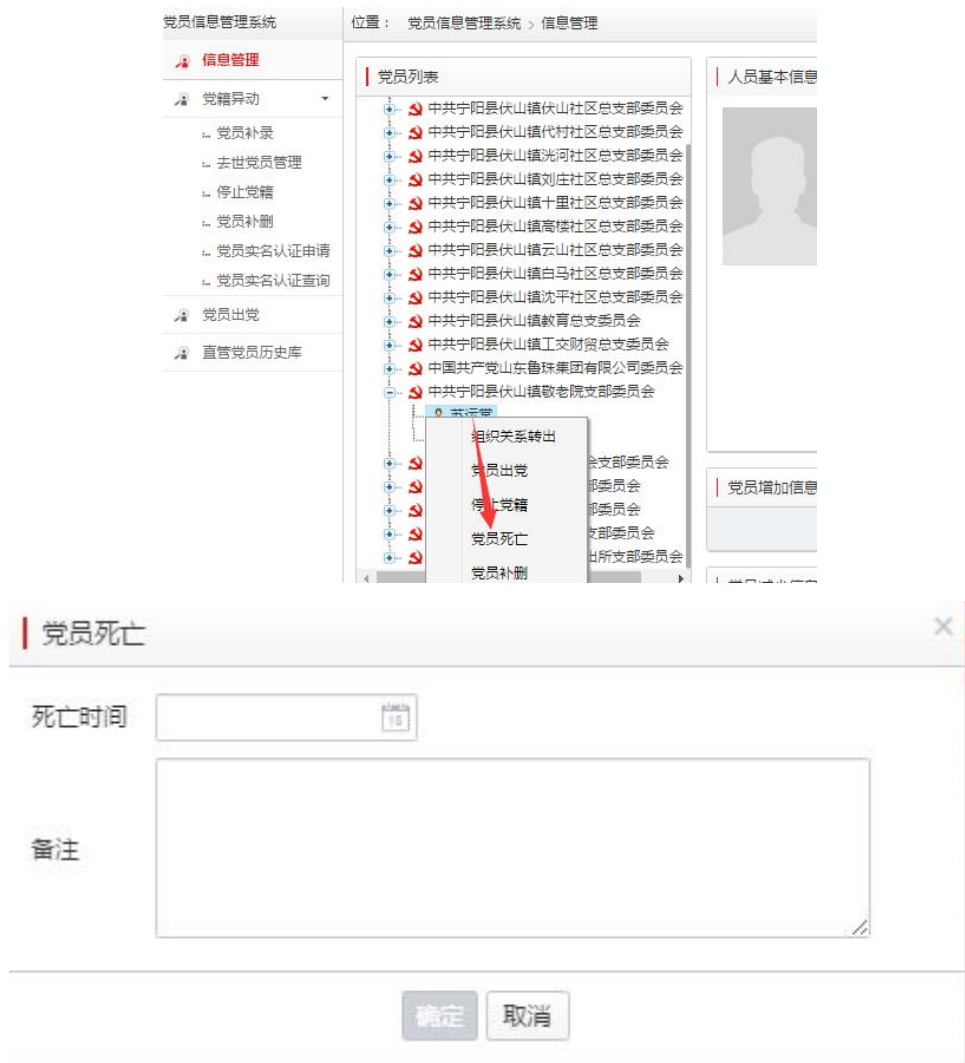 党员信息管理系统
位置： 党员信息管理系统 > 信息管理
信息管理
党籍异动
党员补录
去世党员管理
停止党籍
党员补删
党员实名认证申请
党员实名认证查询
党员出党
直管党员历史库
党员列表
中共宁阳县伏山镇伏山社区总支部委员会
中共宁阳县伏山镇代村社区总支部委员会
中共宁阳县伏山镇洸河社区总支部委员会
中共宁阳县伏山镇刘庄社区总支部委员会
中共宁阳县伏山镇十里社区总支部委员会
中共宁阳县伏山镇高楼社区总支部委员会
中共宁阳县伏山镇云山社区总支部委员会
中共宁阳县伏山镇白马社区总支部委员会
中共宁阳县伏山镇沈平社区总支部委员会
中共宁阳县伏山镇教育总支委员会
中共宁阳县伏山镇工交财贸总支委员会
中国共产党山东鲁珠集团有限公司委员会
中共宁阳县伏山镇敬老院支部委员会
组织关系转出
党员出党
停止党籍
党员死亡
党员补删
支部委员会
部委员会
部委员会
支部委员会
出所支部委员会
人员基本信息
党员增加信息
党员死亡
死亡时间
15
备注
确定
取消